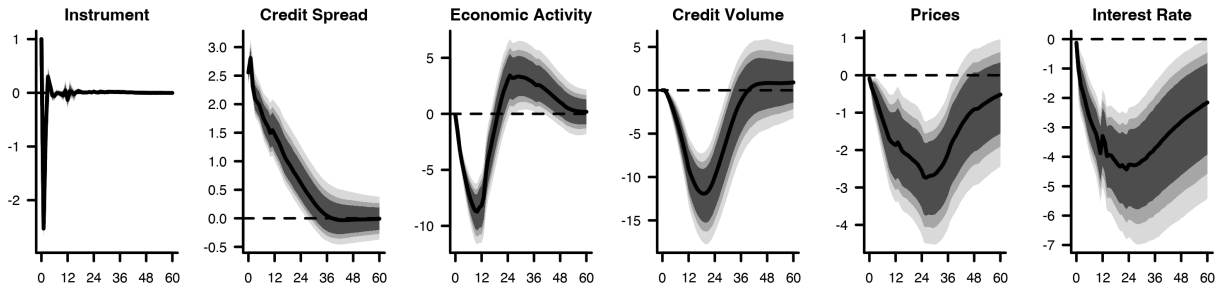 Instrument
1
0
-1
-2
0 12 24 36 48 60
Credit Spread
3.0
2.5
2.0
1.5
1.0
0.5
0.0
-0.5
0 12 24 36 48 60
Economic Activity
5
0
-5
-10
0 12 24 36 48 60
Credit Volume
5
0
-5
-10
-15
0 12 24 36 48 60
Prices
1
0
-1
-2
-3
-4
0 12 24 36 48 60
Interest Rate
0
-1
-2
-3
-4
-5
-6
-7
0 12 24 36 48 60